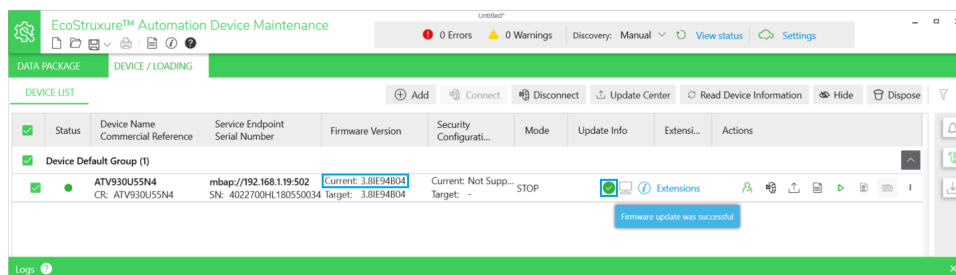 Untitled*
EcoStruxure™ Automation Device Maintenance
0 Errors 0 Warnings Discovery: Manual View status Settings
DATA PACKAGE DEVICE / LOADING
DEVICE LIST Add Connect Disconnect Update Center Read Device Information Hide Dispose
Status Device Name Service Endpoint Firmware Version Security Mode Update Info Extensi... Actions
Commercial Reference Serial Number Configurati...
Device Default Group (1)
ATV930U55N4 mbap://192.168.1.19:502 Current: 3.8IE94B04 Current: Not Supp... STOP Extensions
CR: ATV930U55N4 SN: 4022700HL180550034 Target: 3.8IE94B04 Target: -
Firmware update was successful
Logs